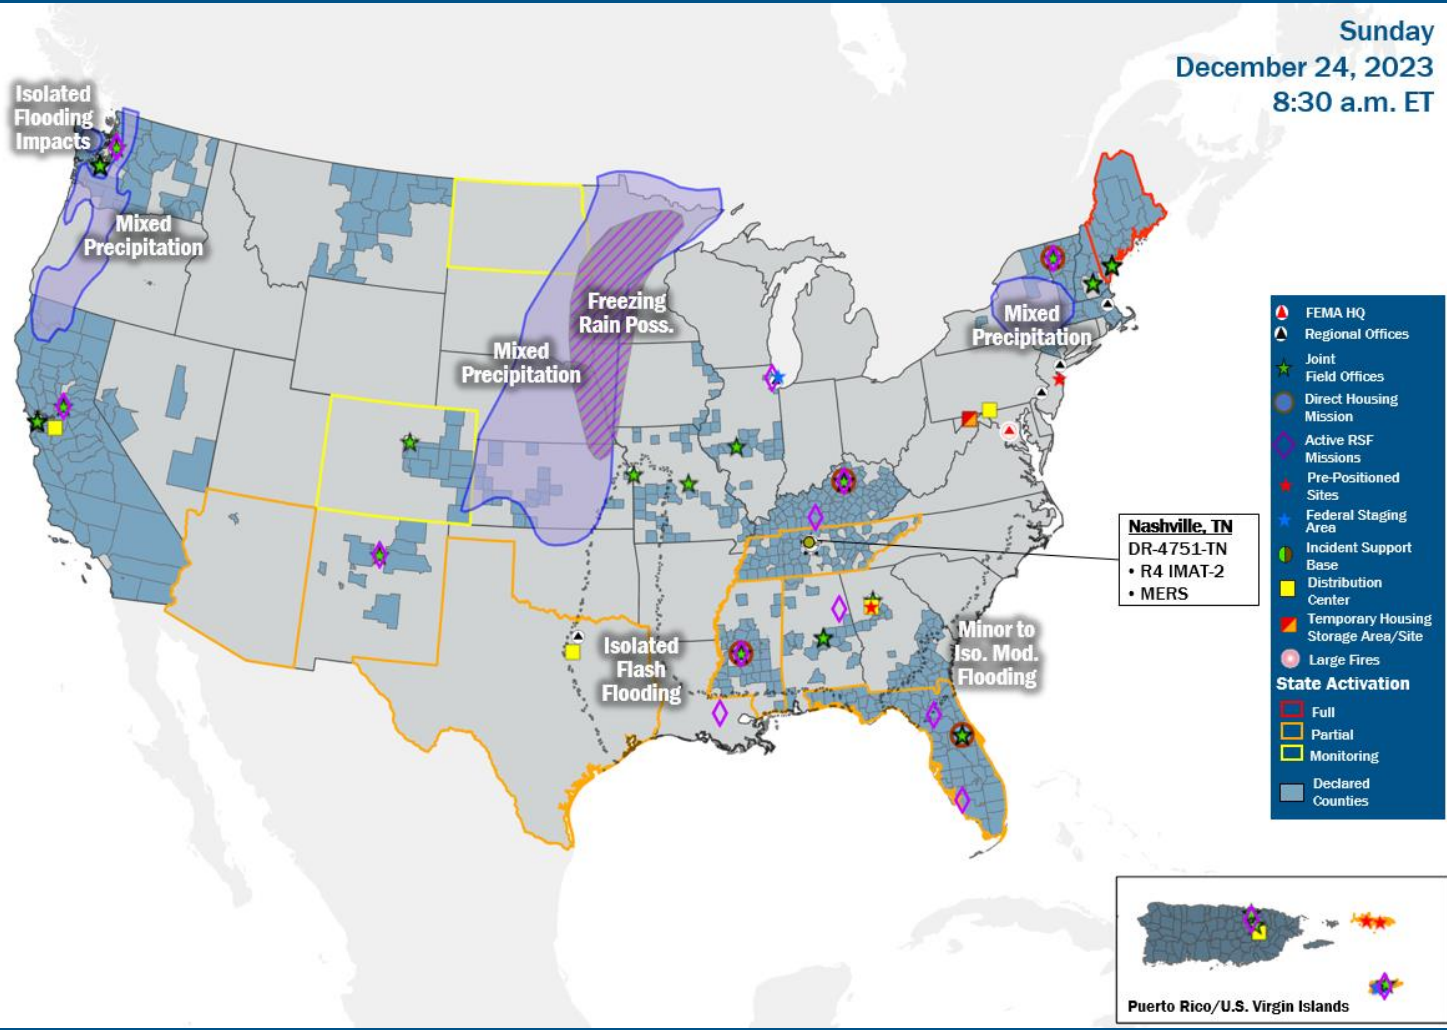 Sunday
December 24, 2023
8:30 a.m. ET
Isolated
Flooding
Impacts
Mixed
Precipitation
Freezing
Rain Poss.
Mixed
Precipitation
Mixed
Precipitation
Nashville, TN
DR-4751-TN
• R4 IMAT-2
• MERS
Isolated
Flash
Flooding
Minor to
Iso. Mod.
Flooding
FEMA HQ
Regional Offices
Joint
Field Offices
Direct Housing
Mission
Active RSF
Missions
Pre-Positioned
Sites
Federal Staging
Area
Incident Support
Base
Distribution
Center
Temporary Housing
Storage Area/Site
Large Fires
State Activation
Full
Partial
Monitoring
Declared
Counties
Puerto Rico/U.S. Virgin Islands